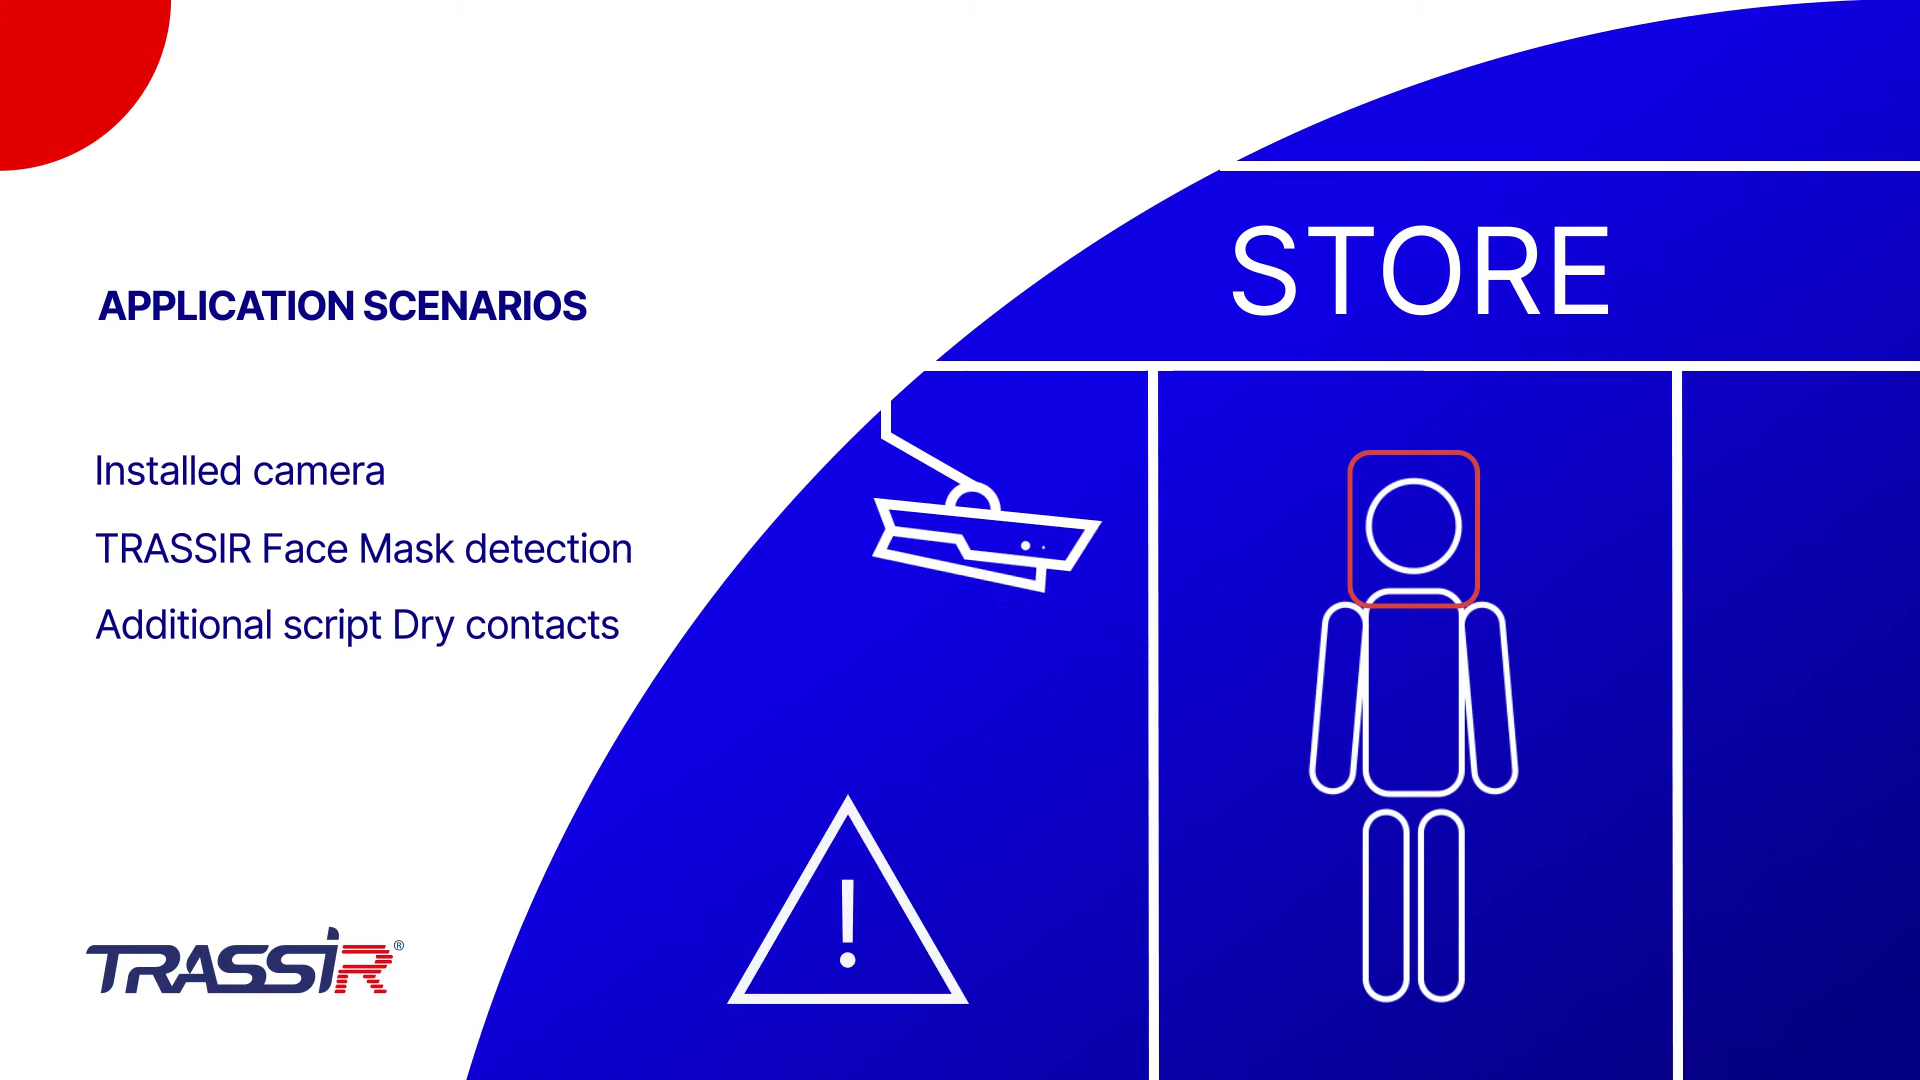 APPLICATION SCENARIOS
Installed camera
TRASSIR Face Mask detection
Additional script Dry contacts
TRASSIR®
STORE
!